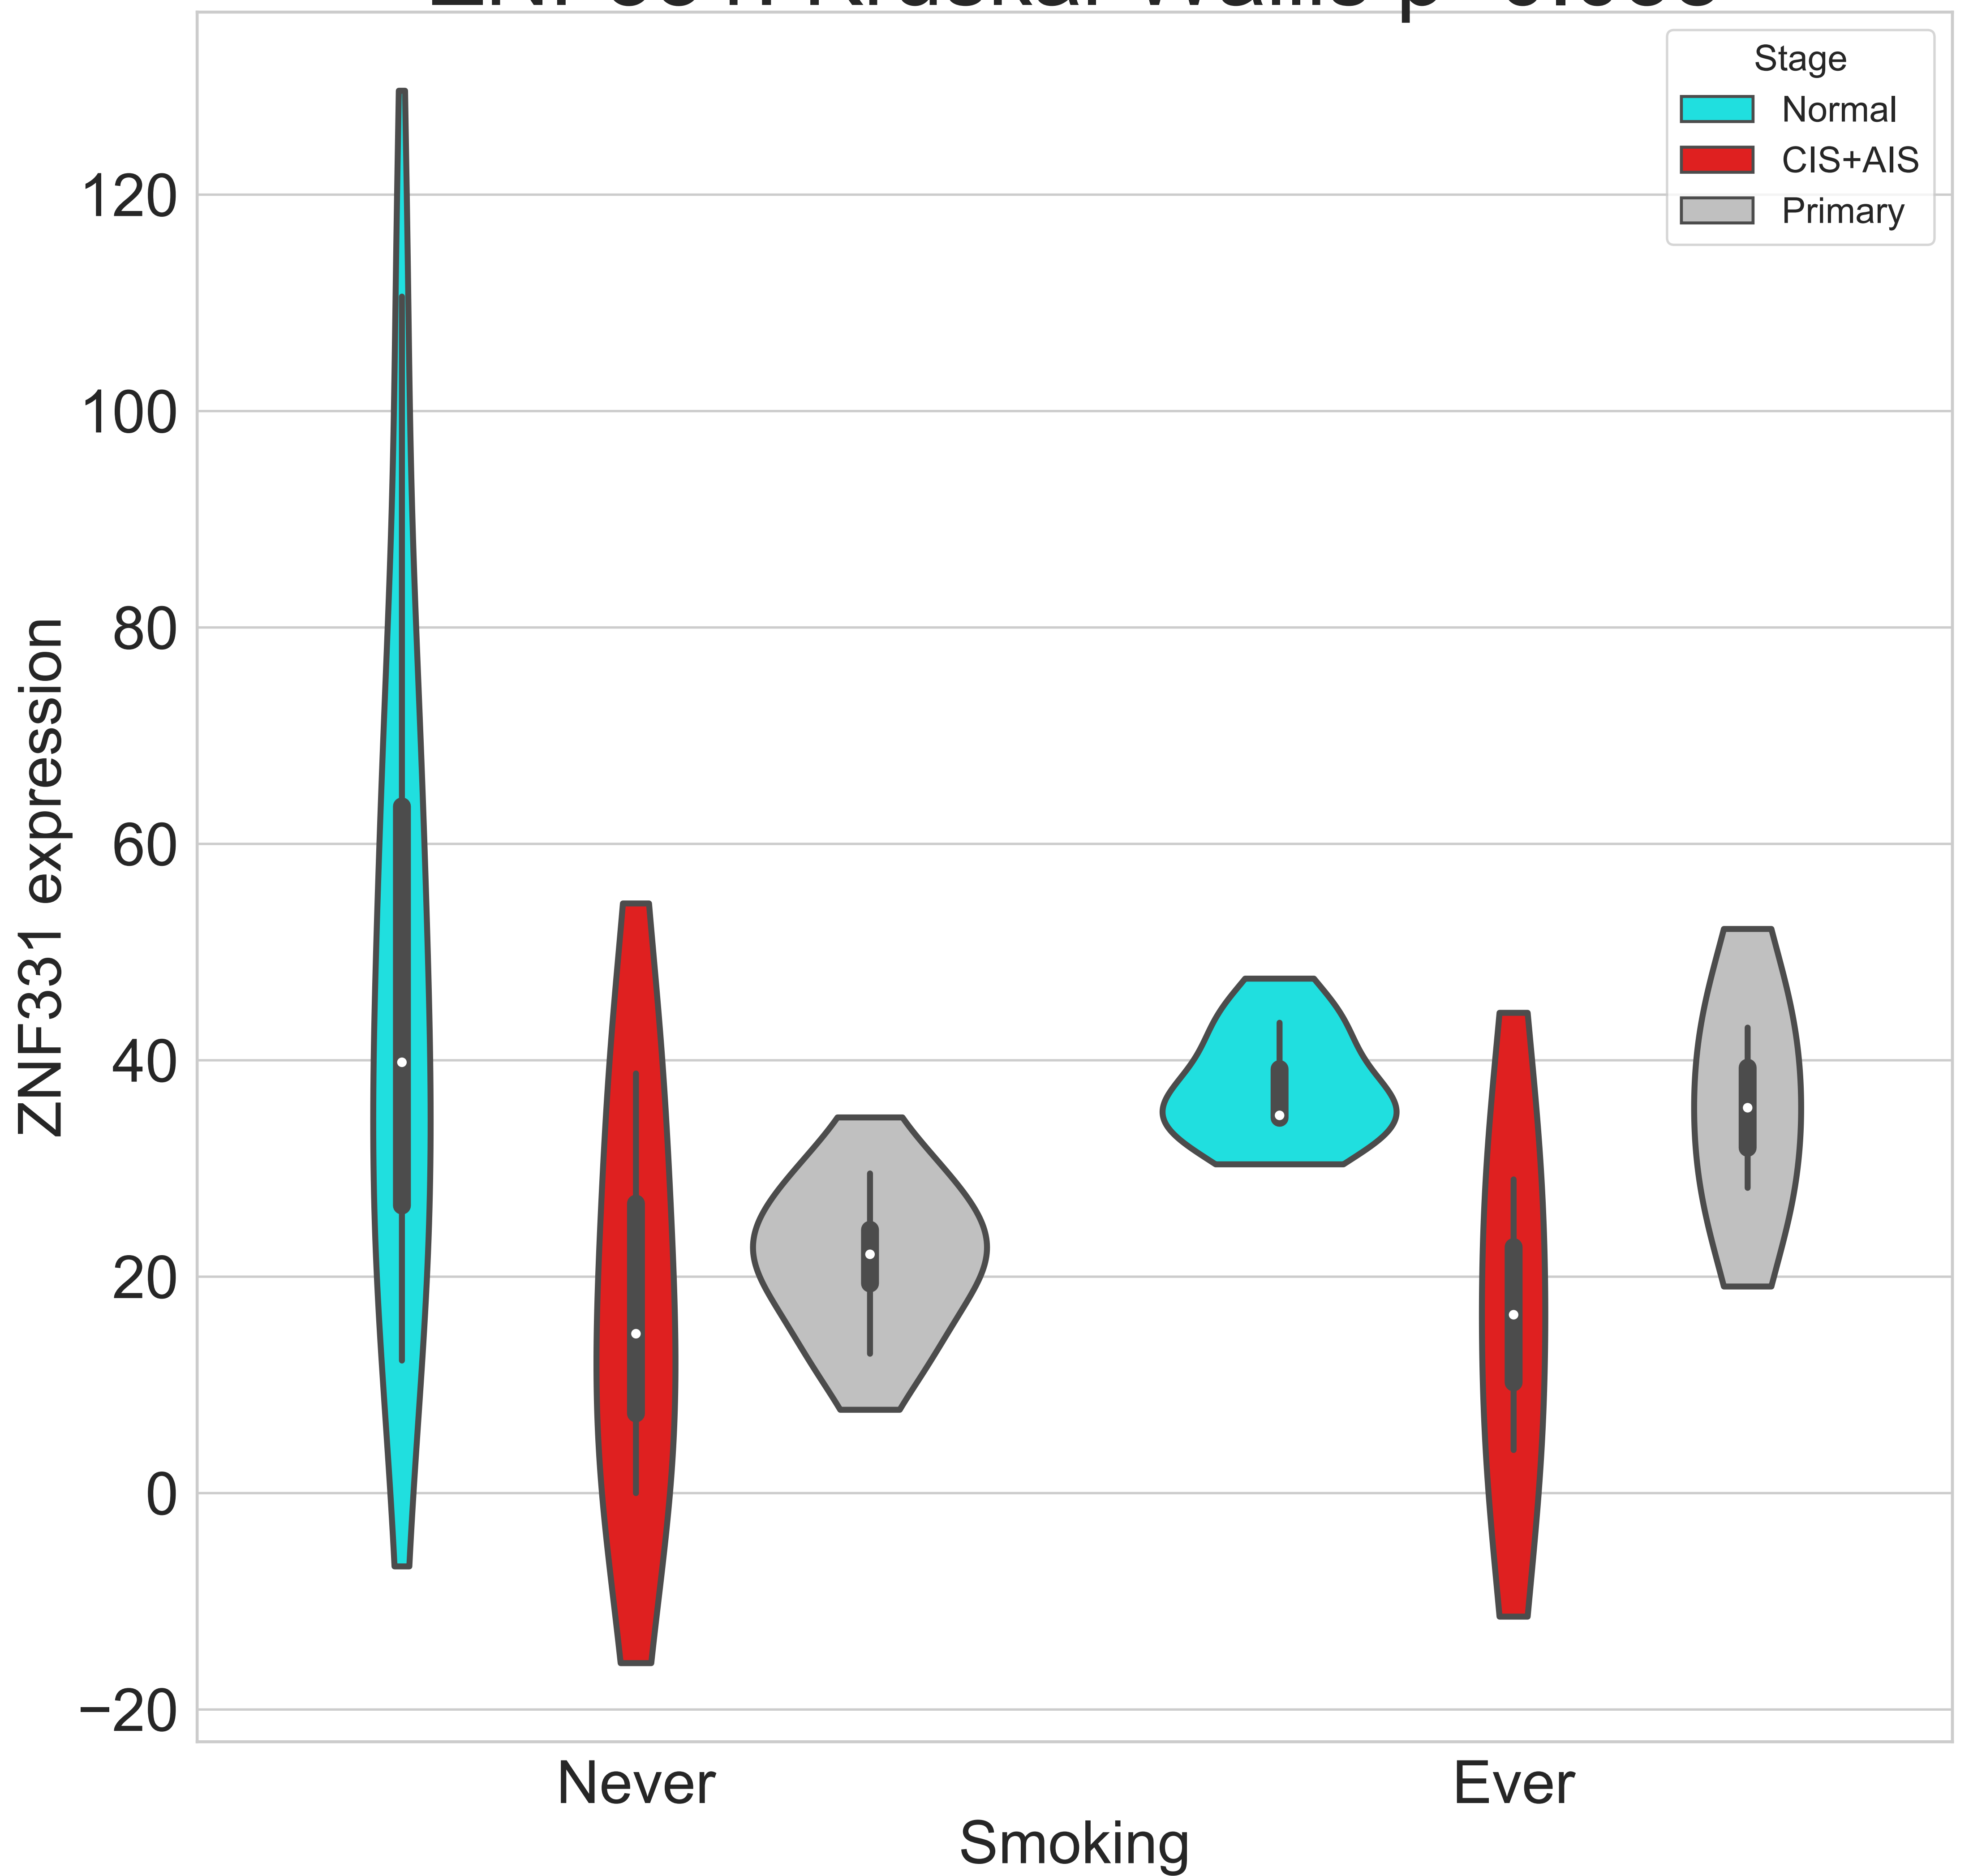 Stage
Normal
CIS+AIS
Primary
120
100
80
60
40
20
0
−20
ZNF331 expression
Never
Ever
Smoking